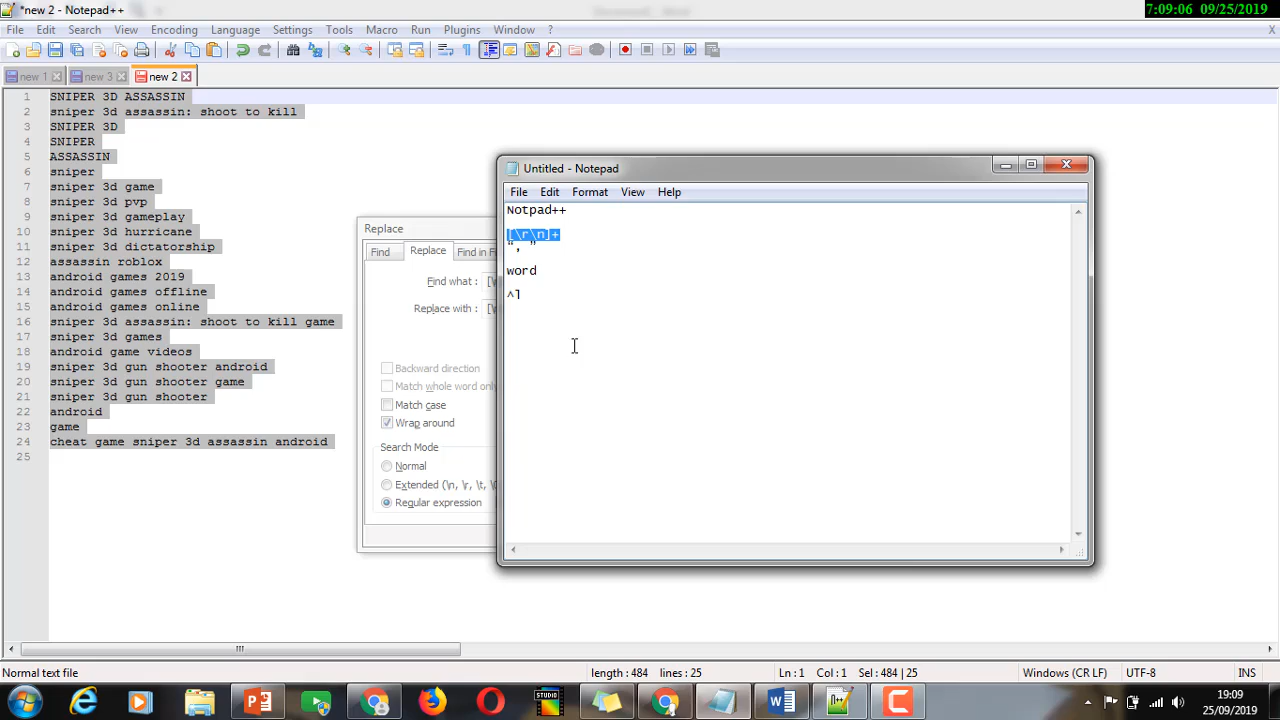 *new 2 - Notepad++
7:09:06 09/25/2019
File Edit Search View Encoding Language Settings Tools Macro Run Plugins Window ? X
new 1 new 3 new 2
1 SNIPER 3D ASSASSIN
2 sniper 3d assassin: shoot to kill
3 SNIPER 3D
4 SNIPER
5 ASSASSIN
6 sniper
7 sniper 3d game
8 sniper 3d pvp
9 sniper 3d gameplay
10 sniper 3d hurricane
11 sniper 3d dictatorship
12 assassin roblox
13 android games 2019
14 android games offline
15 android games online
16 sniper 3d assassin: shoot to kill game
17 sniper 3d games
18 android game videos
19 sniper 3d gun shooter android
20 sniper 3d gun shooter game
21 sniper 3d gun shooter
22 android
23 game
24 cheat game sniper 3d assassin android
25
Replace
Find Replace Find in Fi
Find what :
Replace with :
Backward direction
Match whole word only
Match case
Wrap around
Search Mode
Normal
Extended (\n, \r, \t, \
Regular expression
Untitled - Notepad
File Edit Format View Help
Notpad++
[\r\n]+
", "
word
^l
Normal text file
length : 484 lines : 25
Ln : 1 Col : 1 Sel : 484 | 25
Windows (CR LF)
UTF-8
INS
STUDIO
19:09
25/09/2019